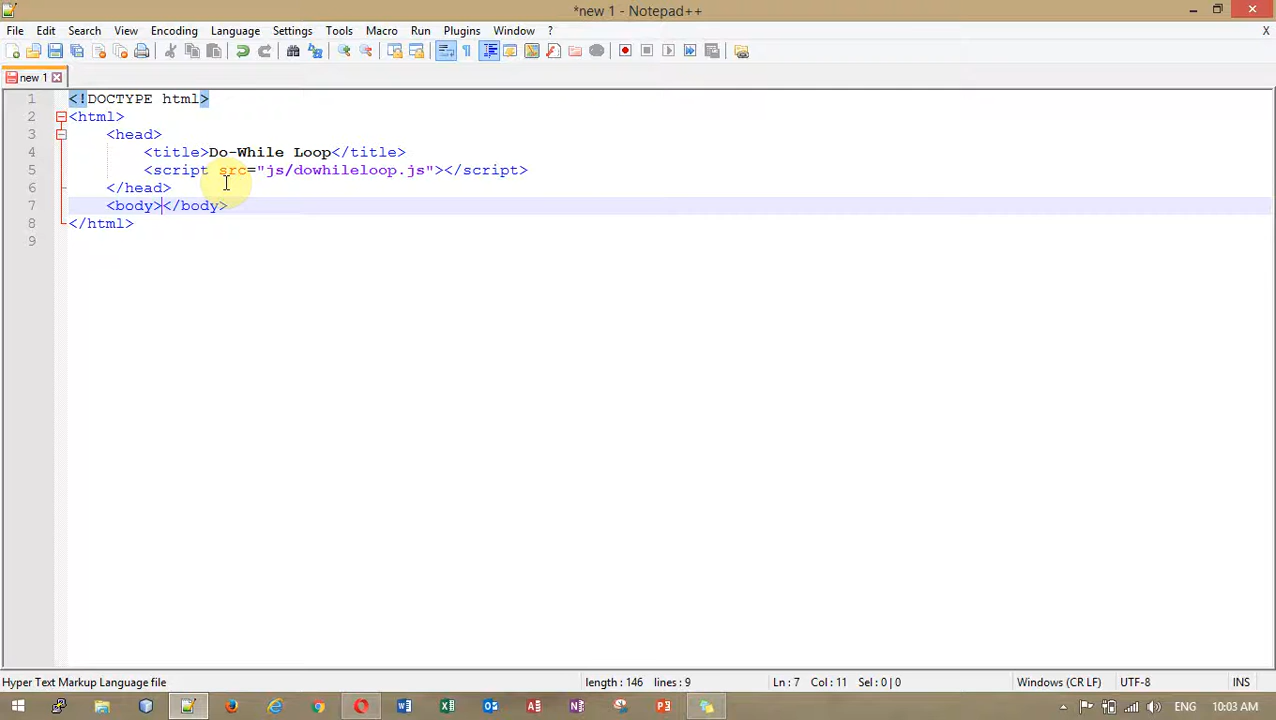 *new 1 - Notepad++
File Edit Search View Encoding Language Settings Tools Macro Run Plugins Window ? X
new 1
1 <!DOCTYPE html>
2 <html>
3 <head>
4 <title>Do-While Loop</title>
5 <script src="js/dowhileloop.js"></script>
6 </head>
7 <body></body>
8 </html>
9
Hyper Text Markup Language file length : 146 lines : 9 Ln : 7 Col : 11 Sel : 0 | 0 Windows (CR LF) UTF-8 INS
ENG 10:03 AM